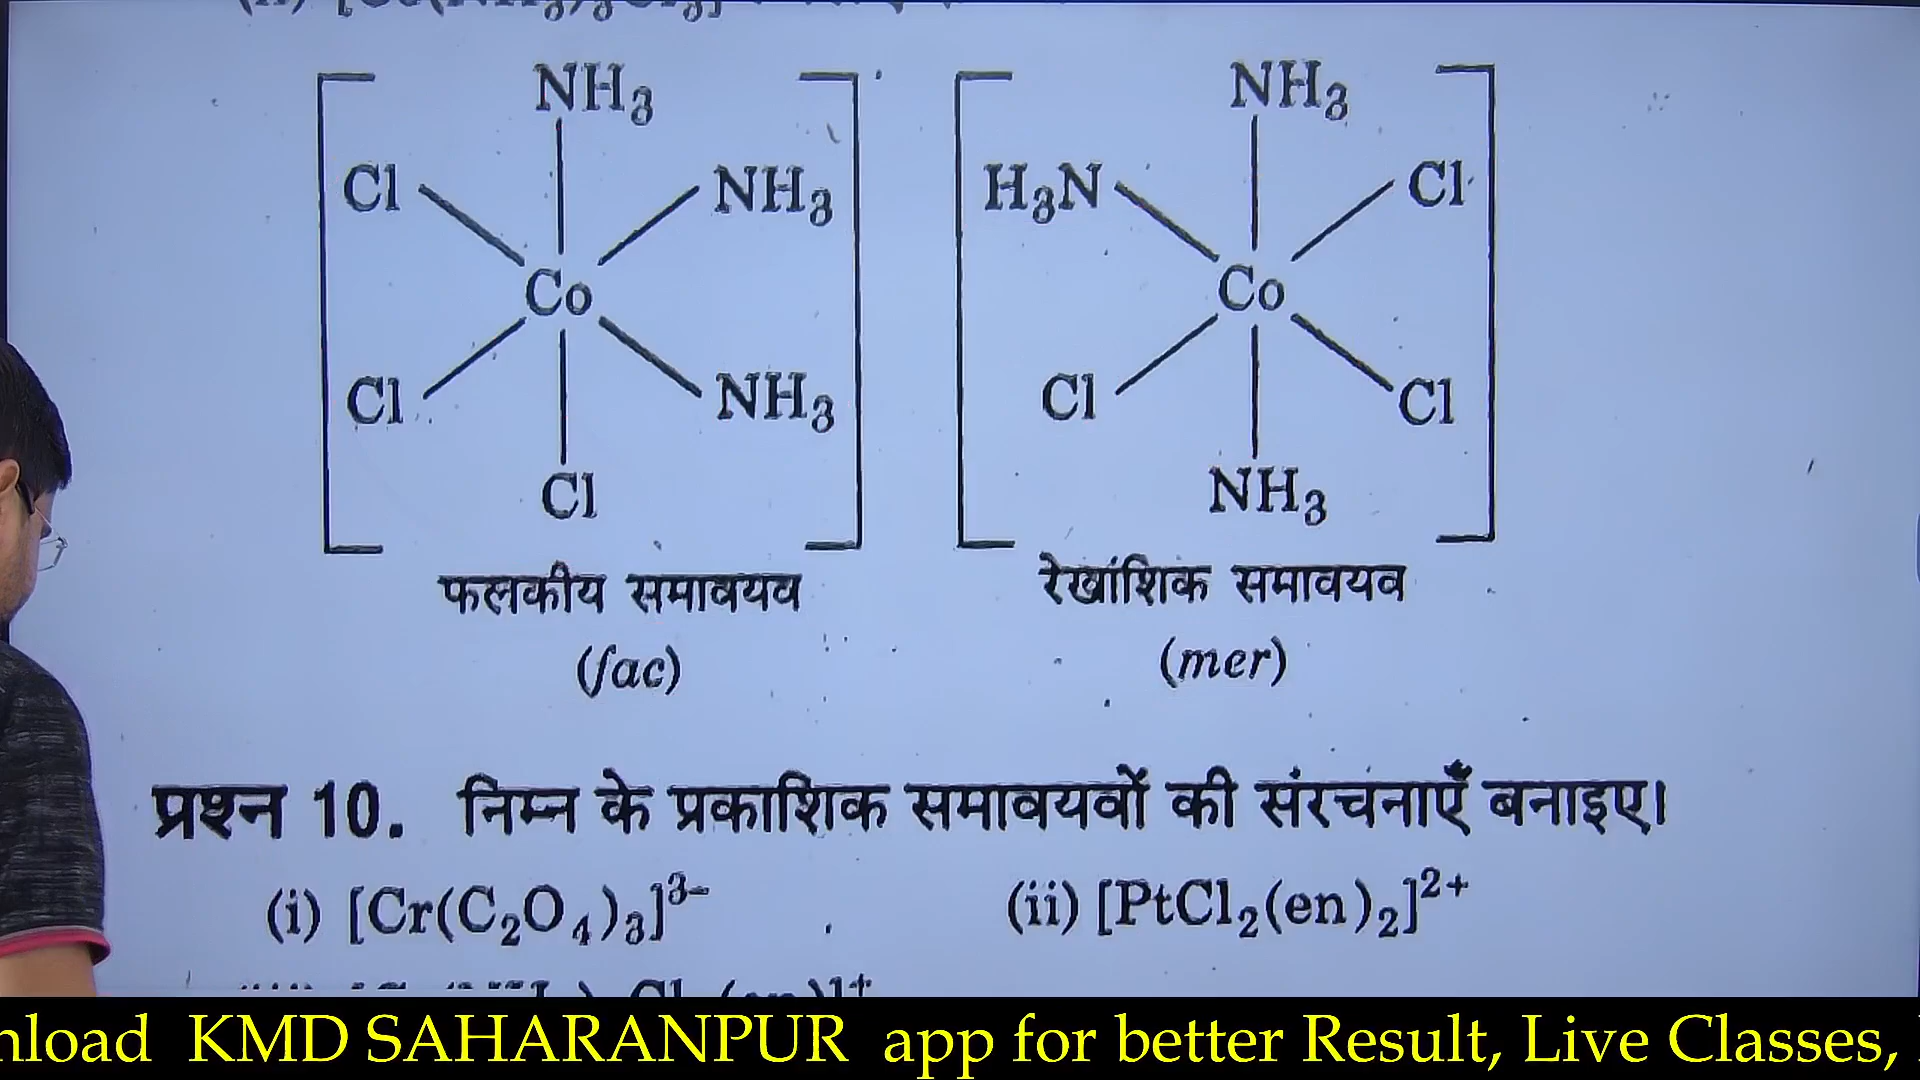 NH₃ NH₃
Cl NH₃ H₃N Cl
Co Co
Cl NH₃ Cl Cl
Cl NH₃
फलकीय समावयव रेखांशिक समावयव
(fac) (mer)
प्रश्न 10. निम्न के प्रकाशिक समावयवों की संरचनाएँ बनाइए।
(i) [Cr(C₂O₄)₃]³⁻ (ii) [PtCl₂(en)₂]²⁺
nload KMD SAHARANPUR app for better Result, Live Classes,